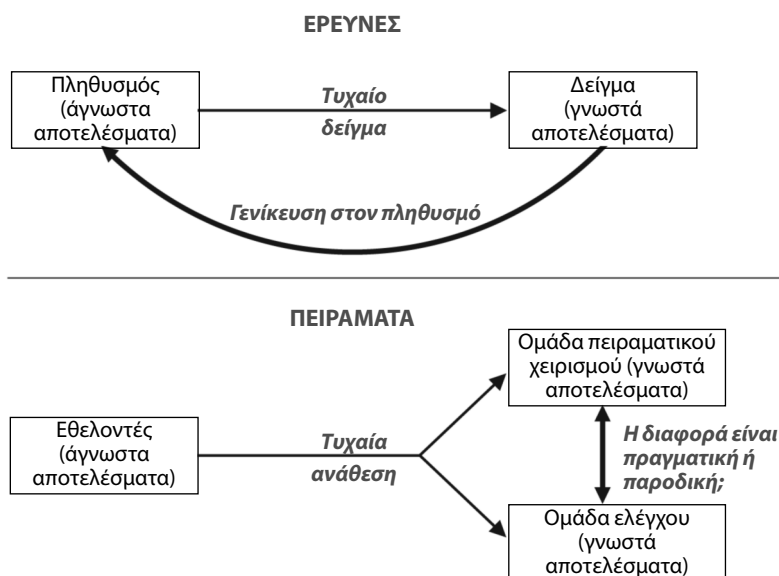 ΕΡΕΥΝΕΣ
Πληθυσμός
(άγνωστα
αποτελέσματα)
Τυχαίο
δείγμα
Δείγμα
(γνωστά
αποτελέσματα)
Γενίκευση στον πληθυσμό
ΠΕΙΡΑΜΑΤΑ
Εθελοντές
(άγνωστα
αποτελέσματα)
Τυχαία
ανάθεση
Ομάδα πειραματικού
χειρισμού (γνωστά
αποτελέσματα)
Η διαφορά είναι
πραγματική ή
παροδική;
Ομάδα ελέγχου
(γνωστά
αποτελέσματα)